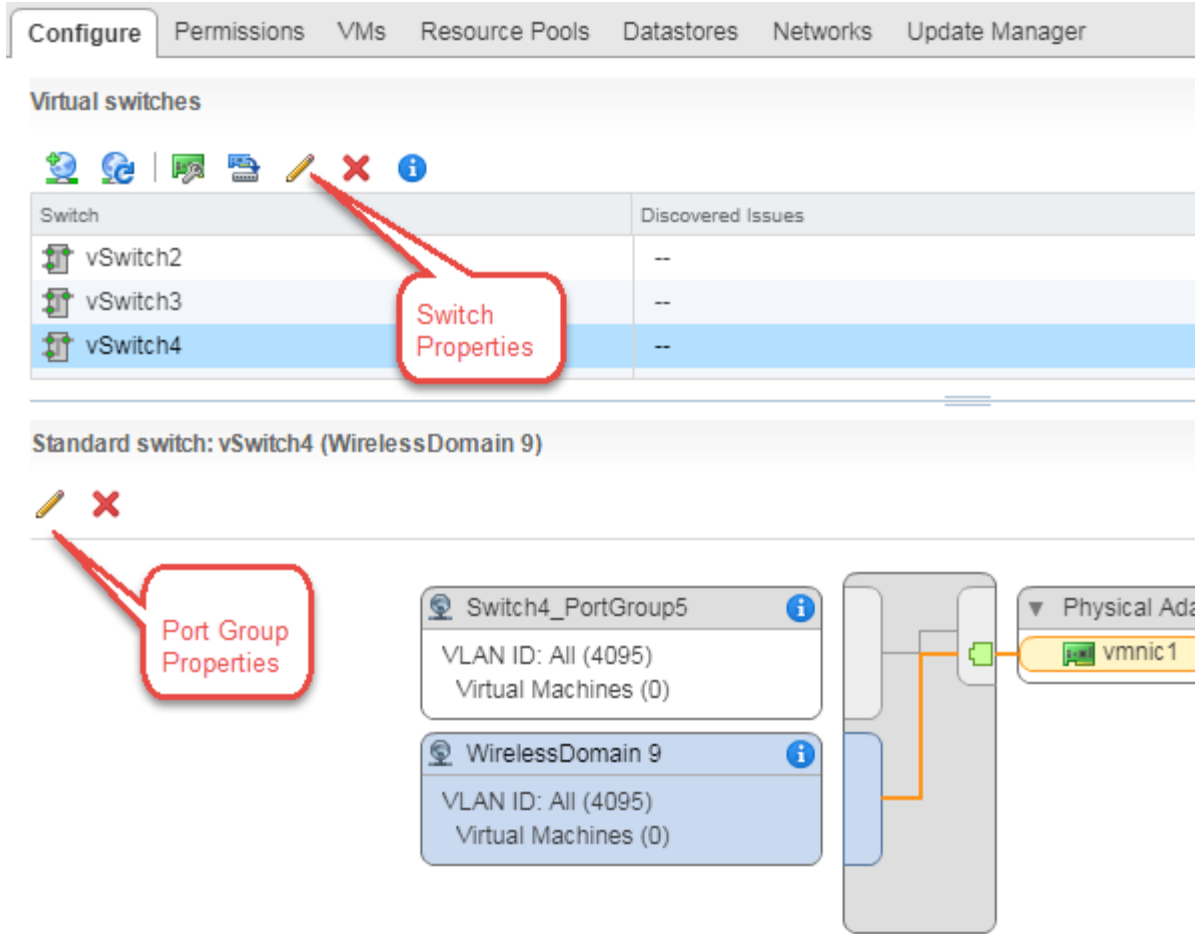 Configure Permissions VMs Resource Pools Datastores Networks Update Manager
Virtual switches
Switch Discovered Issues
vSwitch2 --
vSwitch3 --
vSwitch4 --
Switch
Properties
Standard switch: vSwitch4 (WirelessDomain 9)
Port Group
Properties
Switch4_PortGroup5
VLAN ID: All (4095)
Virtual Machines (0)
WirelessDomain 9
VLAN ID: All (4095)
Virtual Machines (0)
Physical Ada
vmnic1